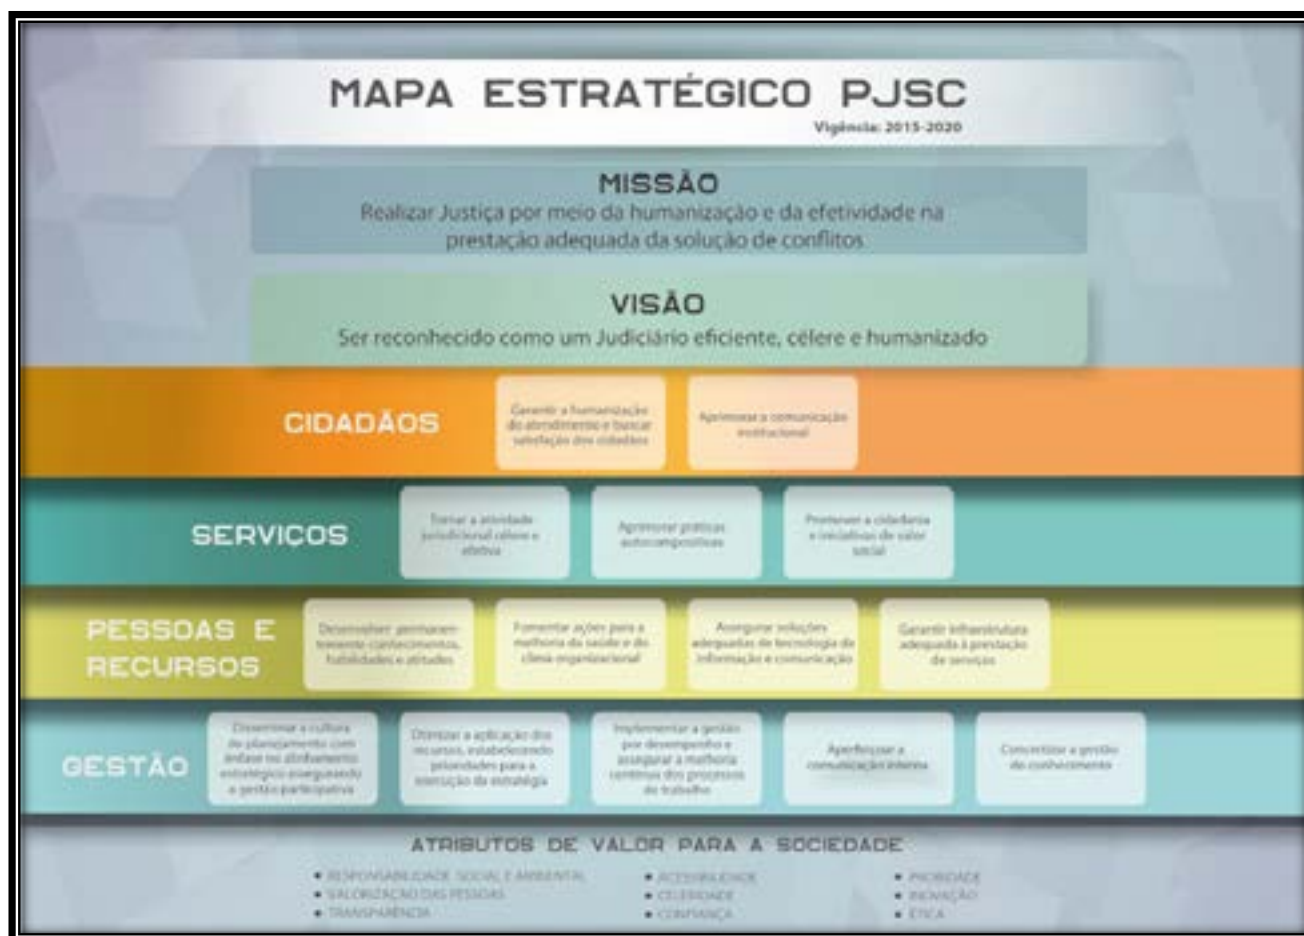 MAPA ESTRATÉGICO PJSC
Vigência: 2015-2020
MISSÃO
Realizar Justiça por meio da humanização e da efetividade na
prestação adequada da solução de conflitos
VISÃO
Ser reconhecido como um Judiciário eficiente, célere e humanizado
CIDADÃOS
Garantir a humanização
do atendimento e buscar
satisfação dos cidadãos
Aprimorar a comunicação
institucional
SERVIÇOS
Tornar a atividade
jurisdicional célere e
efetiva
Aprimorar práticas
autocompositivas
Promover a cidadania
e iniciativas de valor
social
PESSOAS E
RECURSOS
Desenvolver permanen-
temente conhecimentos,
habilidades e atitudes
Fomentar ações para a
melhoria da saúde e do
clima organizacional
Assegurar soluções
adequadas de tecnologia da
informação e comunicação
Garantir infraestrutura
adequada à prestação
de serviços
GESTÃO
Disseminar a cultura
do planejamento com
ênfase no alinhamento
estratégico assegurando
a gestão participativa
Otimizar a aplicação dos
recursos, estabelecendo
prioridades para a
execução da estratégia
Implementar a gestão
por desempenho e
assegurar a melhoria
contínua dos processos
de trabalho
Aperfeiçoar a
comunicação interna
Concretizar a gestão
do conhecimento
ATRIBUTOS DE VALOR PARA A SOCIEDADE
• RESPONSABILIDADE SOCIAL E AMBIENTAL
• VALORIZAÇÃO DAS PESSOAS
• TRANSPARÊNCIA
• ACESSIBILIDADE
• CELERIDADE
• CONFIANÇA
• PROBIDADE
• INOVAÇÃO
• ÉTICA